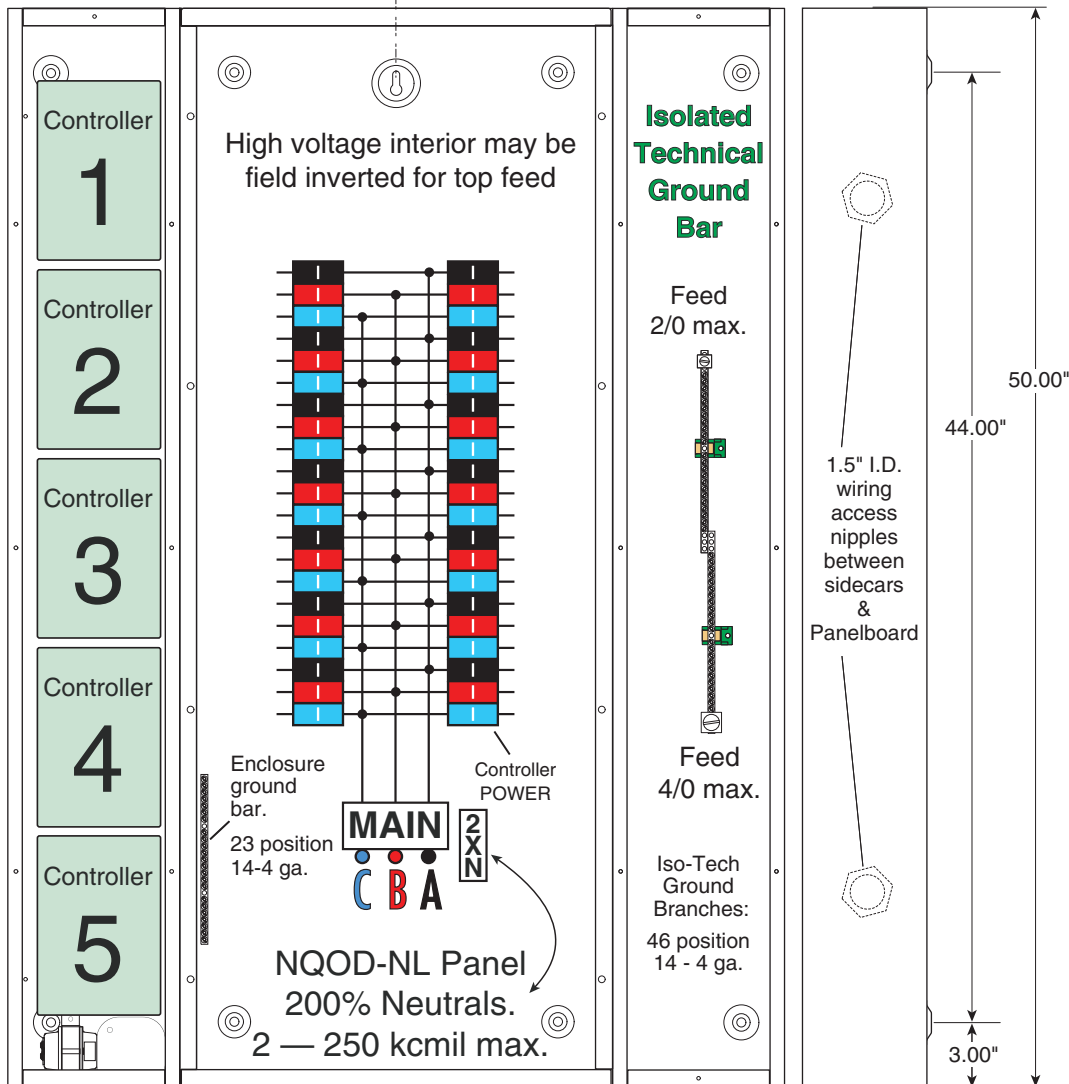 Controller
1
Controller
2
Controller
3
Controller
4
Controller
5
High voltage interior may be
field inverted for top feed
Enclosure
ground
bar.
23 position
14-4 ga.
Controller
POWER
MAIN
2
X
N
C B A
NQOD-NL Panel
200% Neutrals.
2 — 250 kcmil max.
Isolated
Technical
Ground
Bar
Feed
2/0 max.
Feed
4/0 max.
Iso-Tech
Ground
Branches:
46 position
14 - 4 ga.
1.5" I.D.
wiring
access
nipples
between
sidecars
&
Panelboard
44.00"
50.00"
3.00"